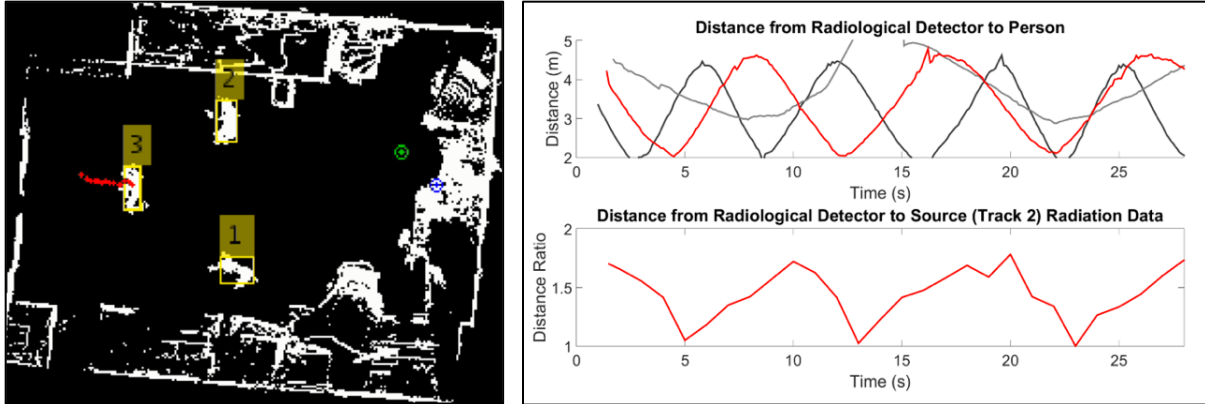 2
3
1
Distance from Radiological Detector to Person
5
4
3
2
Distance (m)
0 5 10 15 20 25
Time (s)
Distance from Radiological Detector to Source (Track 2) Radiation Data
2
1.5
1
Distance Ratio
0 5 10 15 20 25
Time (s)